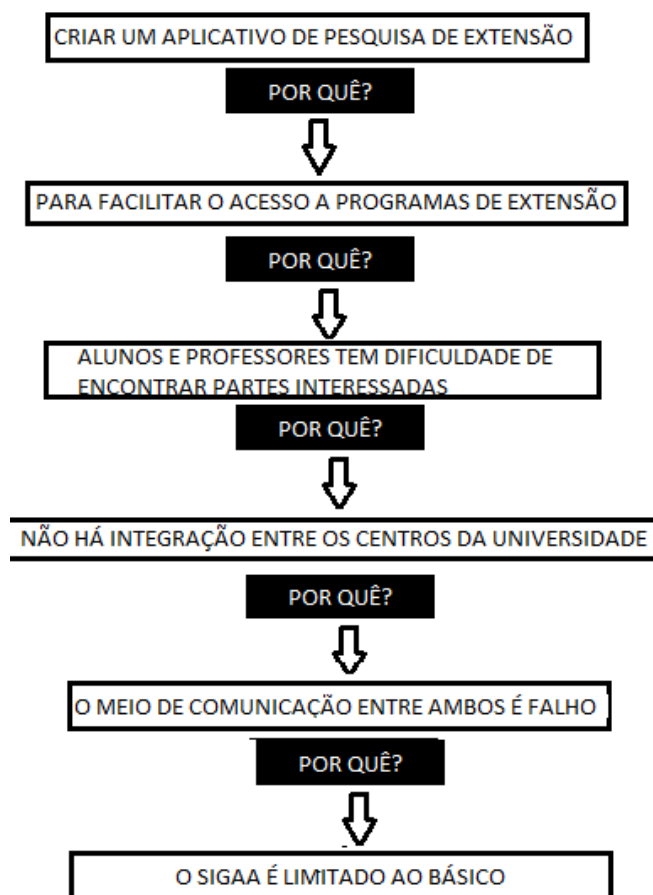 CRIAR UM APLICATIVO DE PESQUISA DE EXTENSÃO
POR QUÊ?
PARA FACILITAR O ACESSO A PROGRAMAS DE EXTENSÃO
POR QUÊ?
ALUNOS E PROFESSORES TEM DIFICULDADE DE
ENCONTRAR PARTES INTERESSADAS
POR QUÊ?
NÃO HÁ INTEGRAÇÃO ENTRE OS CENTROS DA UNIVERSIDADE
POR QUÊ?
O MEIO DE COMUNICAÇÃO ENTRE AMBOS É FALHO
POR QUÊ?
O SIGAA É LIMITADO AO BÁSICO